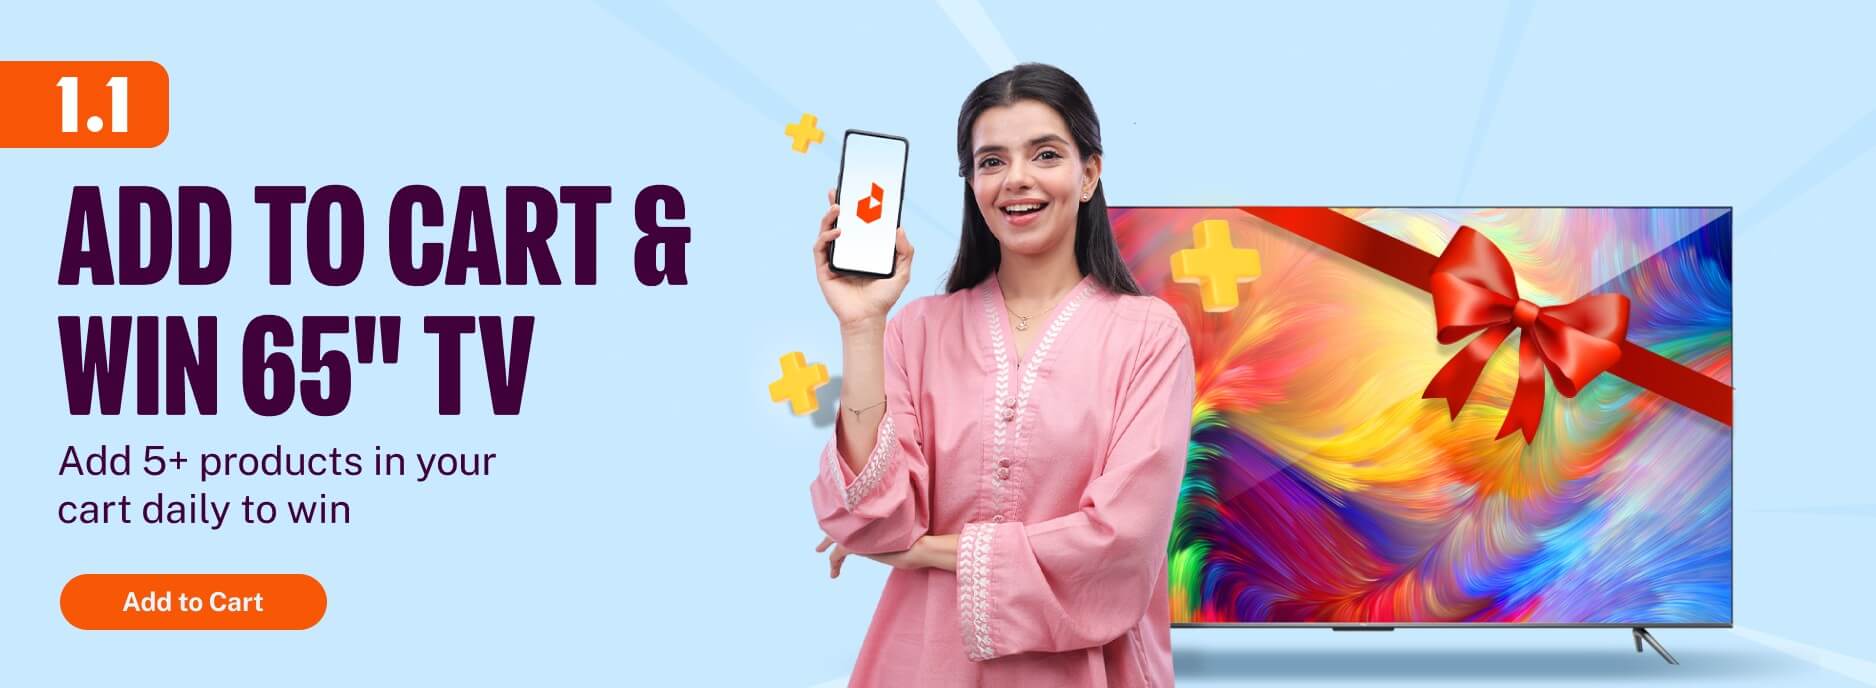 1.1
ADD TO CART &
WIN 65" TV
Add 5+ products in your
cart daily to win
Add to Cart